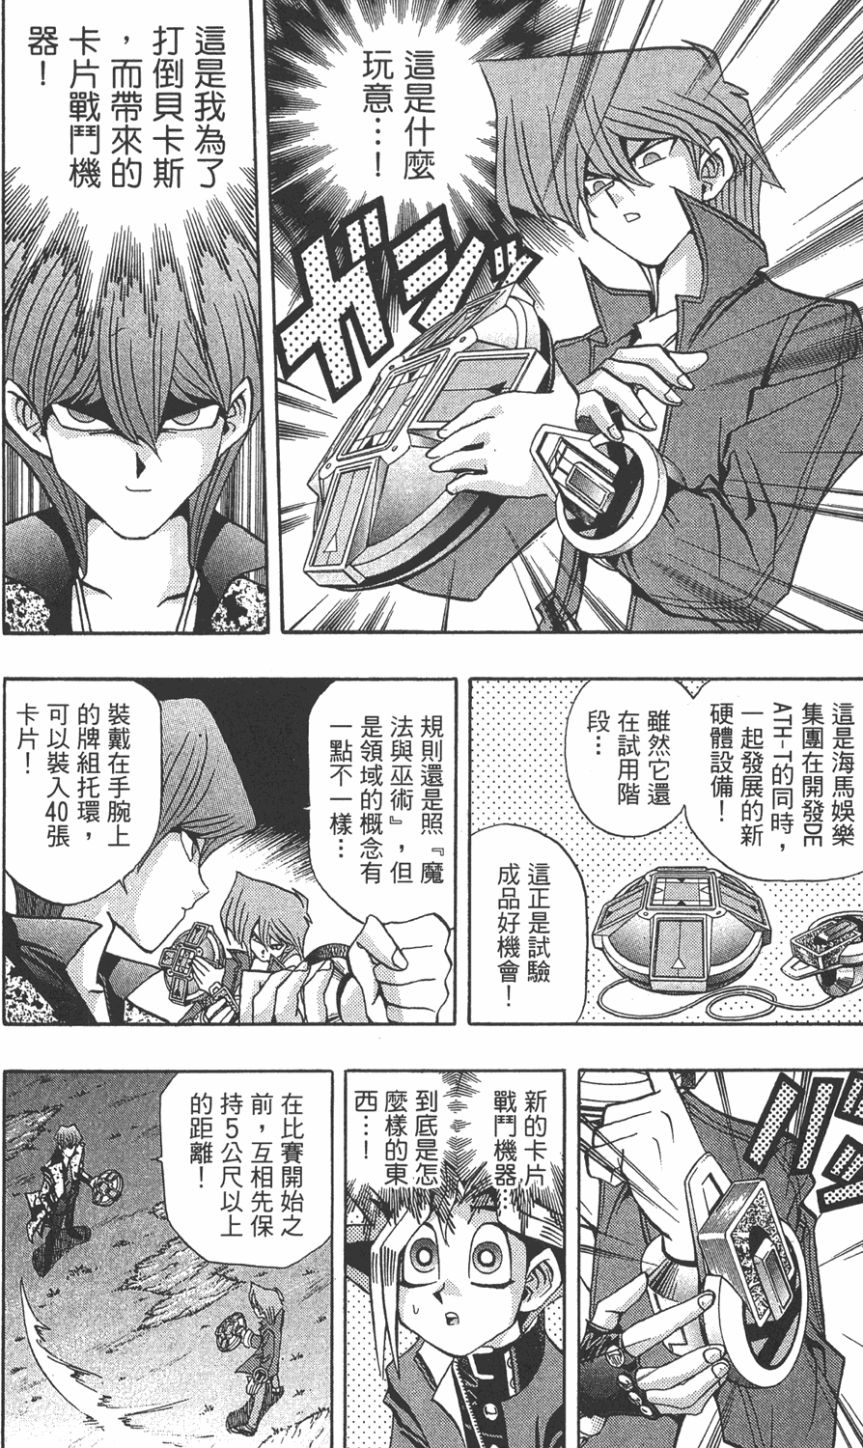 這是什麼
玩意…！
ガシッ
這是我為了
打倒貝卡斯
，而帶來的
卡片戰鬥機
器！
這是海馬娛樂
集團在開發DE
ATH-T的同時，
一起發展的新
硬體設備！
雖然它還
在試用階
段…
這正是試驗
成品好機會！
規則還是照『魔
法與巫術』，但
是領域的概念有
一點不一樣…
裝戴在手腕上
的牌組托環，
可以裝入40張
卡片！
ガパッ
新的卡片
戰鬥機器…
到底是怎
麼樣的東
西…！
在比賽開始之
前，互相先保
持5公尺以上
的距離！